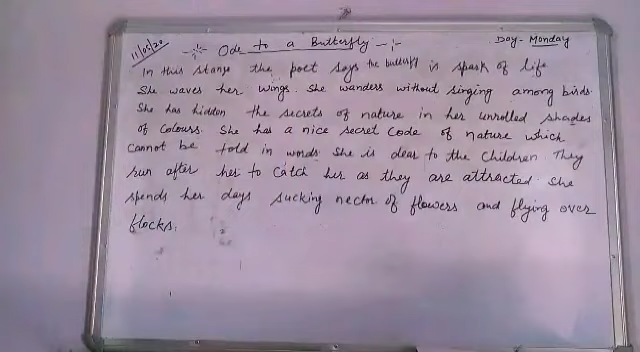 11/05/20 Ode to a Butterfly Day- Monday
In this stanza the poet says the butterfly is spark of life
She waves her wings. She wanders without singing among birds.
She has hidden the secrets of nature in her unrolled shades
of colours. She has a nice secret code of nature which
cannot be told in words. She is dear to the children. They
run after her to catch her as they are attracted. She
spends her days sucking nector of flowers and flying over
flocks.